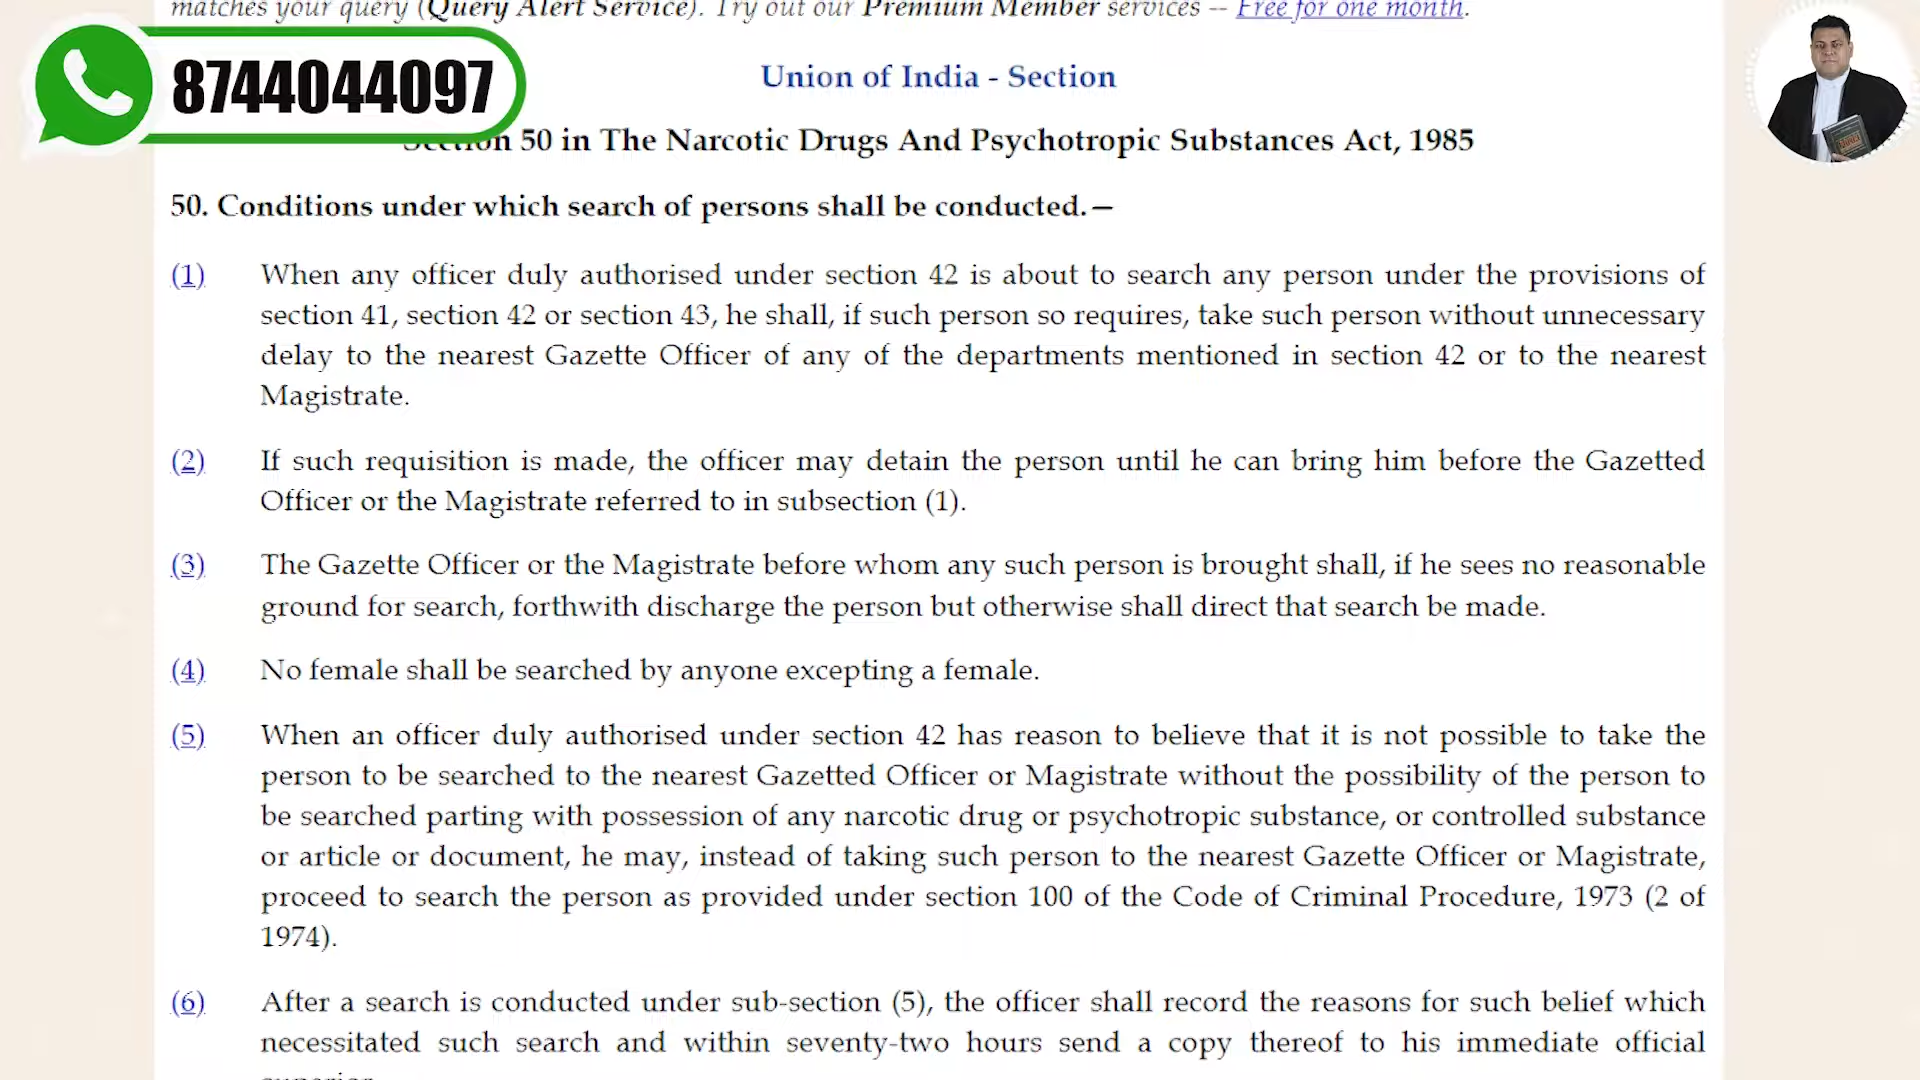 matches your query (Query Alert Service). Try out our Premium Member services -- Free for one month.
8744044097
Union of India - Section
Section 50 in The Narcotic Drugs And Psychotropic Substances Act, 1985
50. Conditions under which search of persons shall be conducted.—
(1) When any officer duly authorised under section 42 is about to search any person under the provisions of
section 41, section 42 or section 43, he shall, if such person so requires, take such person without unnecessary
delay to the nearest Gazette Officer of any of the departments mentioned in section 42 or to the nearest
Magistrate.
(2) If such requisition is made, the officer may detain the person until he can bring him before the Gazetted
Officer or the Magistrate referred to in subsection (1).
(3) The Gazette Officer or the Magistrate before whom any such person is brought shall, if he sees no reasonable
ground for search, forthwith discharge the person but otherwise shall direct that search be made.
(4) No female shall be searched by anyone excepting a female.
(5) When an officer duly authorised under section 42 has reason to believe that it is not possible to take the
person to be searched to the nearest Gazetted Officer or Magistrate without the possibility of the person to
be searched parting with possession of any narcotic drug or psychotropic substance, or controlled substance
or article or document, he may, instead of taking such person to the nearest Gazette Officer or Magistrate,
proceed to search the person as provided under section 100 of the Code of Criminal Procedure, 1973 (2 of
1974).
(6) After a search is conducted under sub-section (5), the officer shall record the reasons for such belief which
necessitated such search and within seventy-two hours send a copy thereof to his immediate official